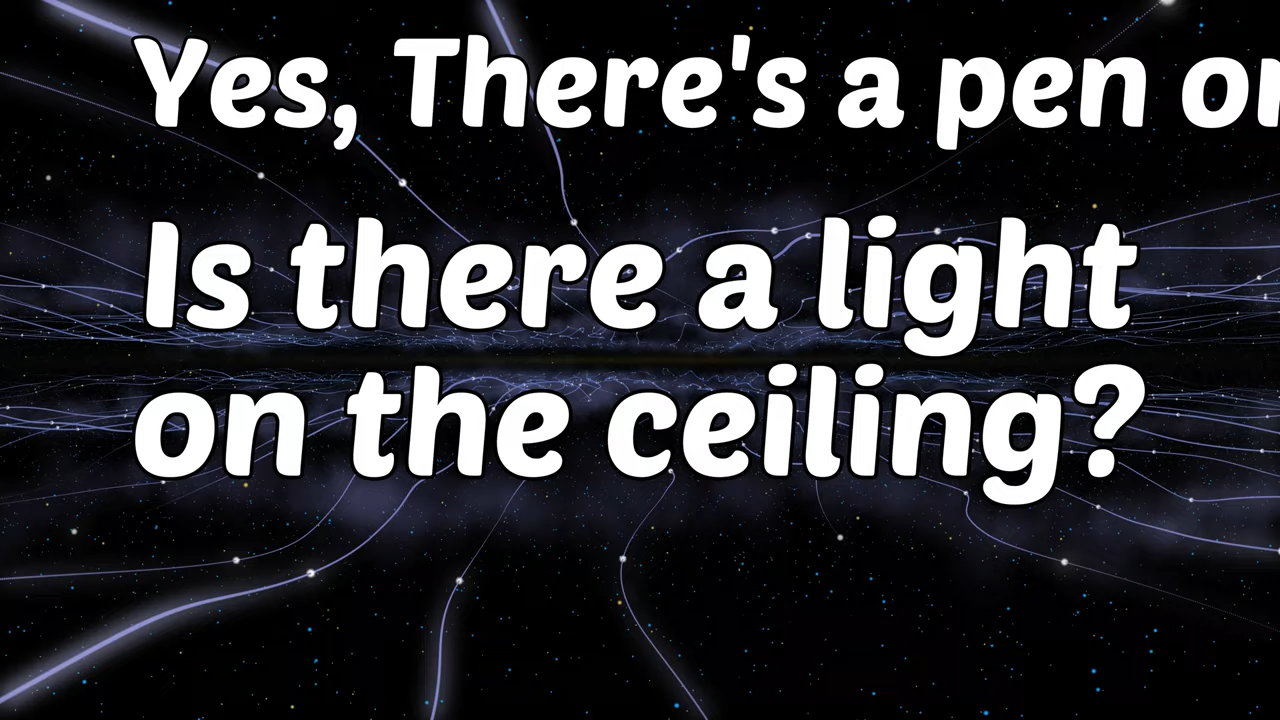 Yes, There's a pen
Is there a light
on the ceiling?